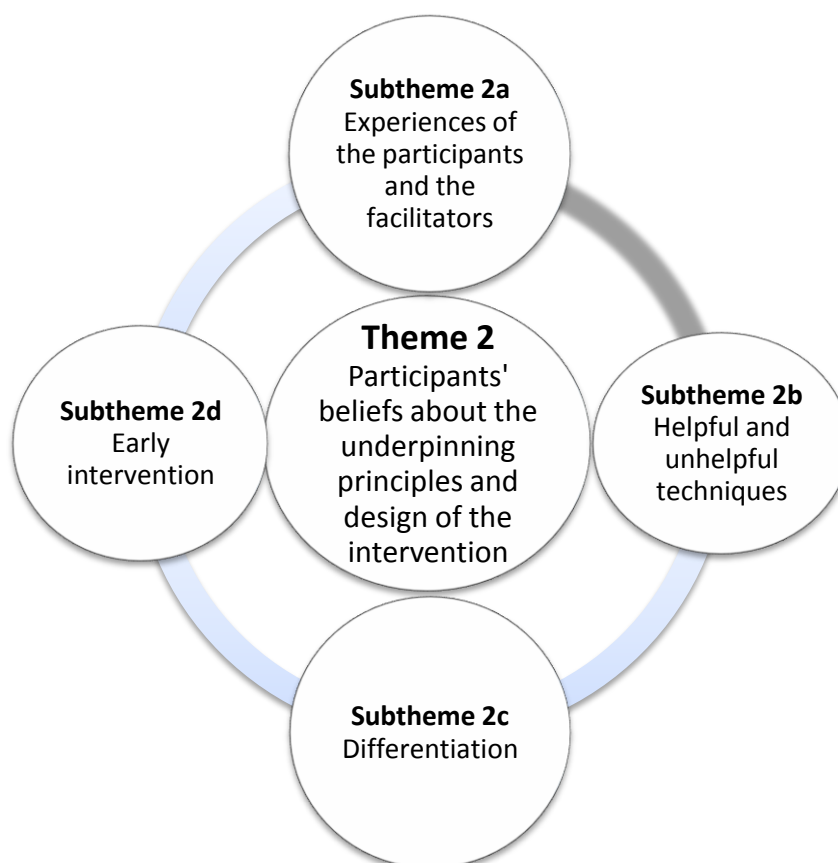 Subtheme 2a
Experiences of
the participants
and the
facilitators
Theme 2
Participants'
beliefs about the
underpinning
principles and
design of the
intervention
Subtheme 2d
Early
intervention
Subtheme 2b
Helpful and
unhelpful
techniques
Subtheme 2c
Differentiation